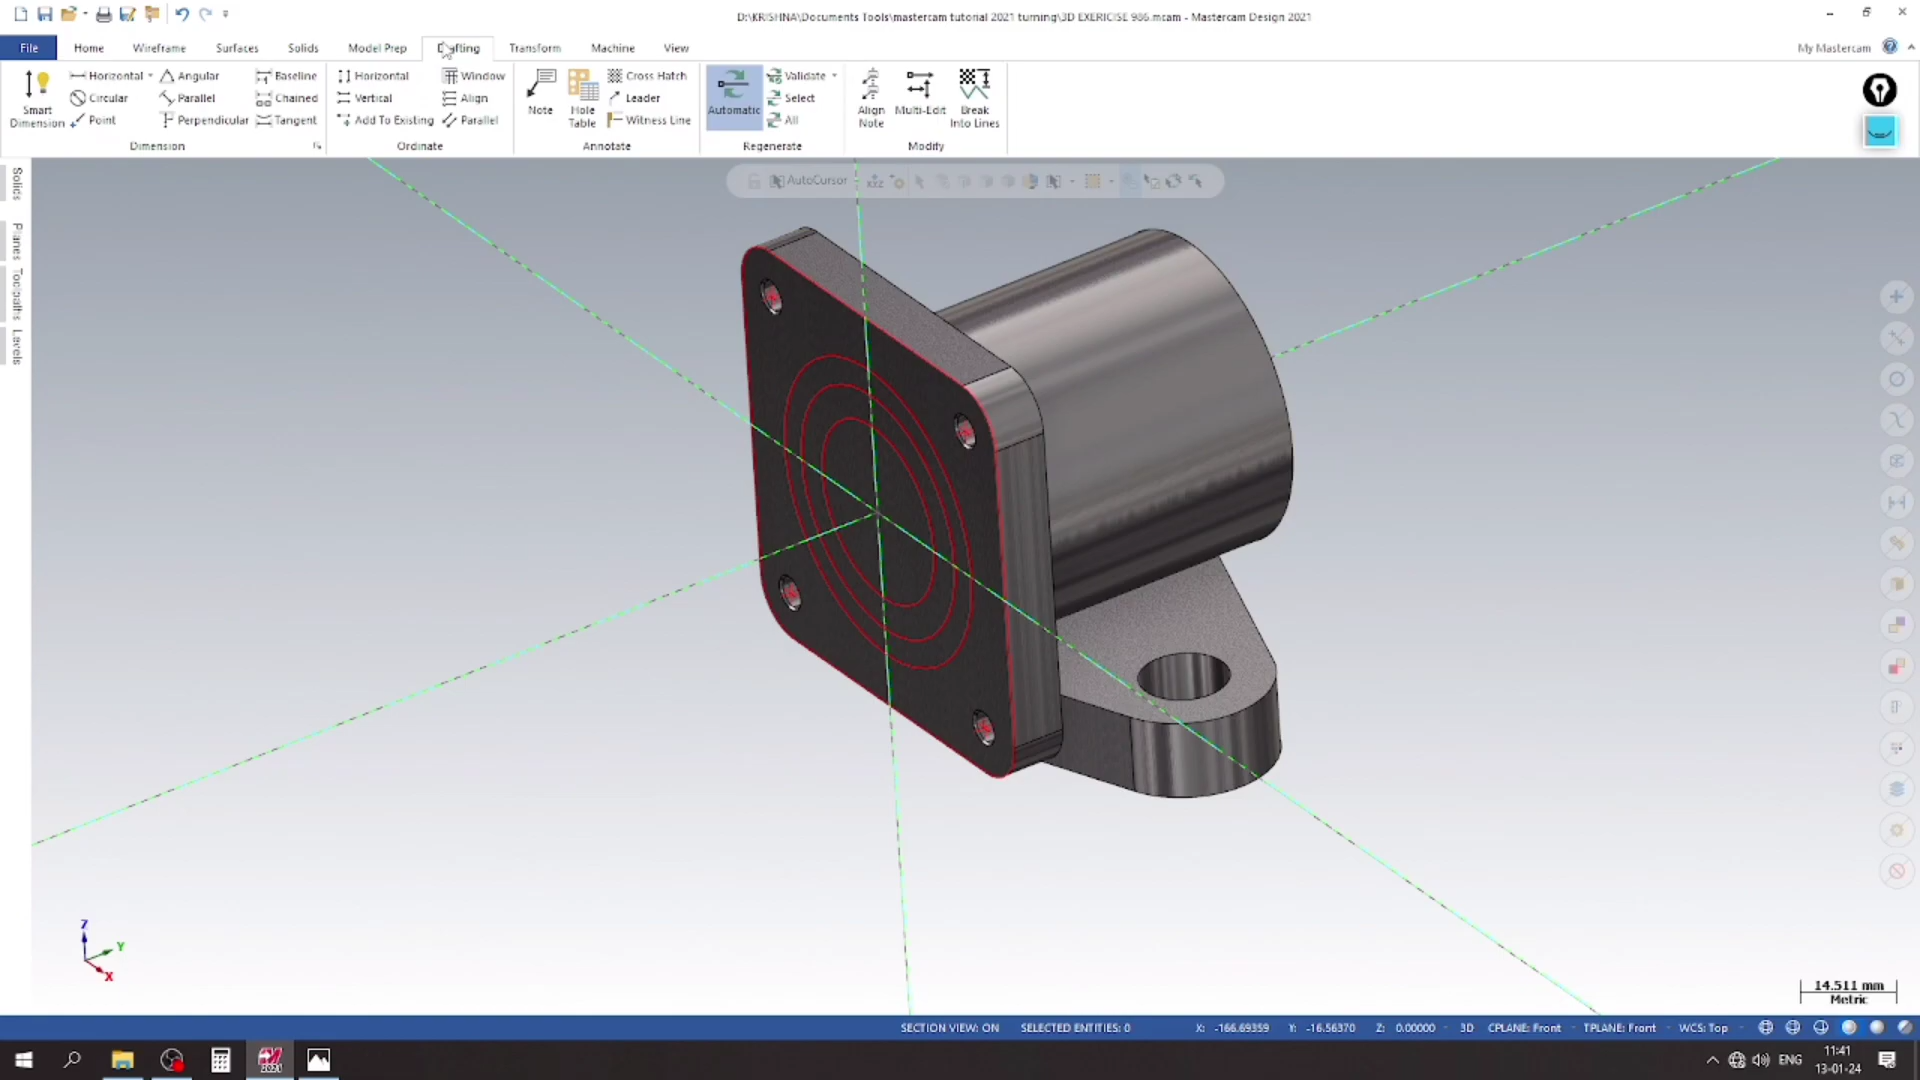 D:\KRISHNA\Documents Tools\mastercam tutorial 2021 turning\3D EXERICISE 986.mcam - Mastercam Design 2021
File Home Wireframe Surfaces Solids Model Prep Drafting Transform Machine View My Mastercam
Smart Dimension
Horizontal Angular Baseline
Circular Parallel Chained
Point Perpendicular Tangent
Dimension
Horizontal Window
Vertical Align
Add To Existing Parallel
Ordinate
Note
Hole Table
Cross Hatch
Leader
Witness Line
Annotate
Automatic
Validate
Select
All
Regenerate
Align Note
Multi-Edit
Break Into Lines
Modify
AutoCursor
Solids
Planes
Toolpaths
Levels
Z
Y
X
14.511 mm
Metric
SECTION VIEW: ON SELECTED ENTITIES: 0 X: -166.69359 Y: -16.56370 Z: 0.00000 3D CPLANE: Front TPLANE: Front WCS: Top
ENG
11:41
13-01-24